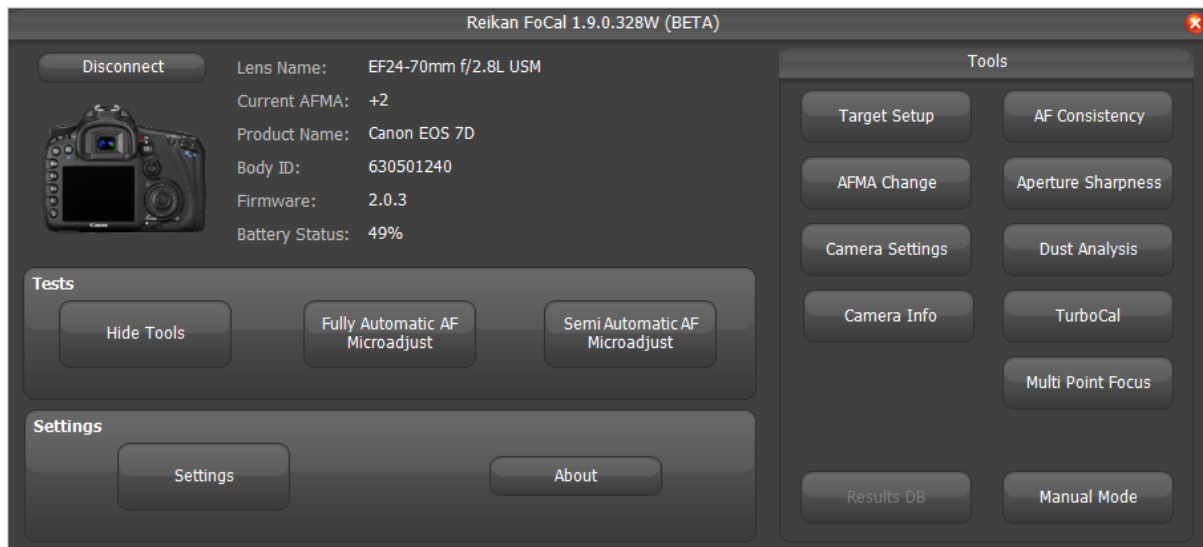 Reikan FoCal 1.9.0.328W (BETA)
Disconnect
Lens Name: EF24-70mm f/2.8L USM
Current AFMA: +2
Product Name: Canon EOS 7D
Body ID: 630501240
Firmware: 2.0.3
Battery Status: 49%
Canon
Tests
Hide Tools
Fully Automatic AF
Microadjust
Semi Automatic AF
Microadjust
Settings
Settings
About
Tools
Target Setup
AF Consistency
AFMA Change
Aperture Sharpness
Camera Settings
Dust Analysis
Camera Info
TurboCal
Multi Point Focus
Results DB
Manual Mode